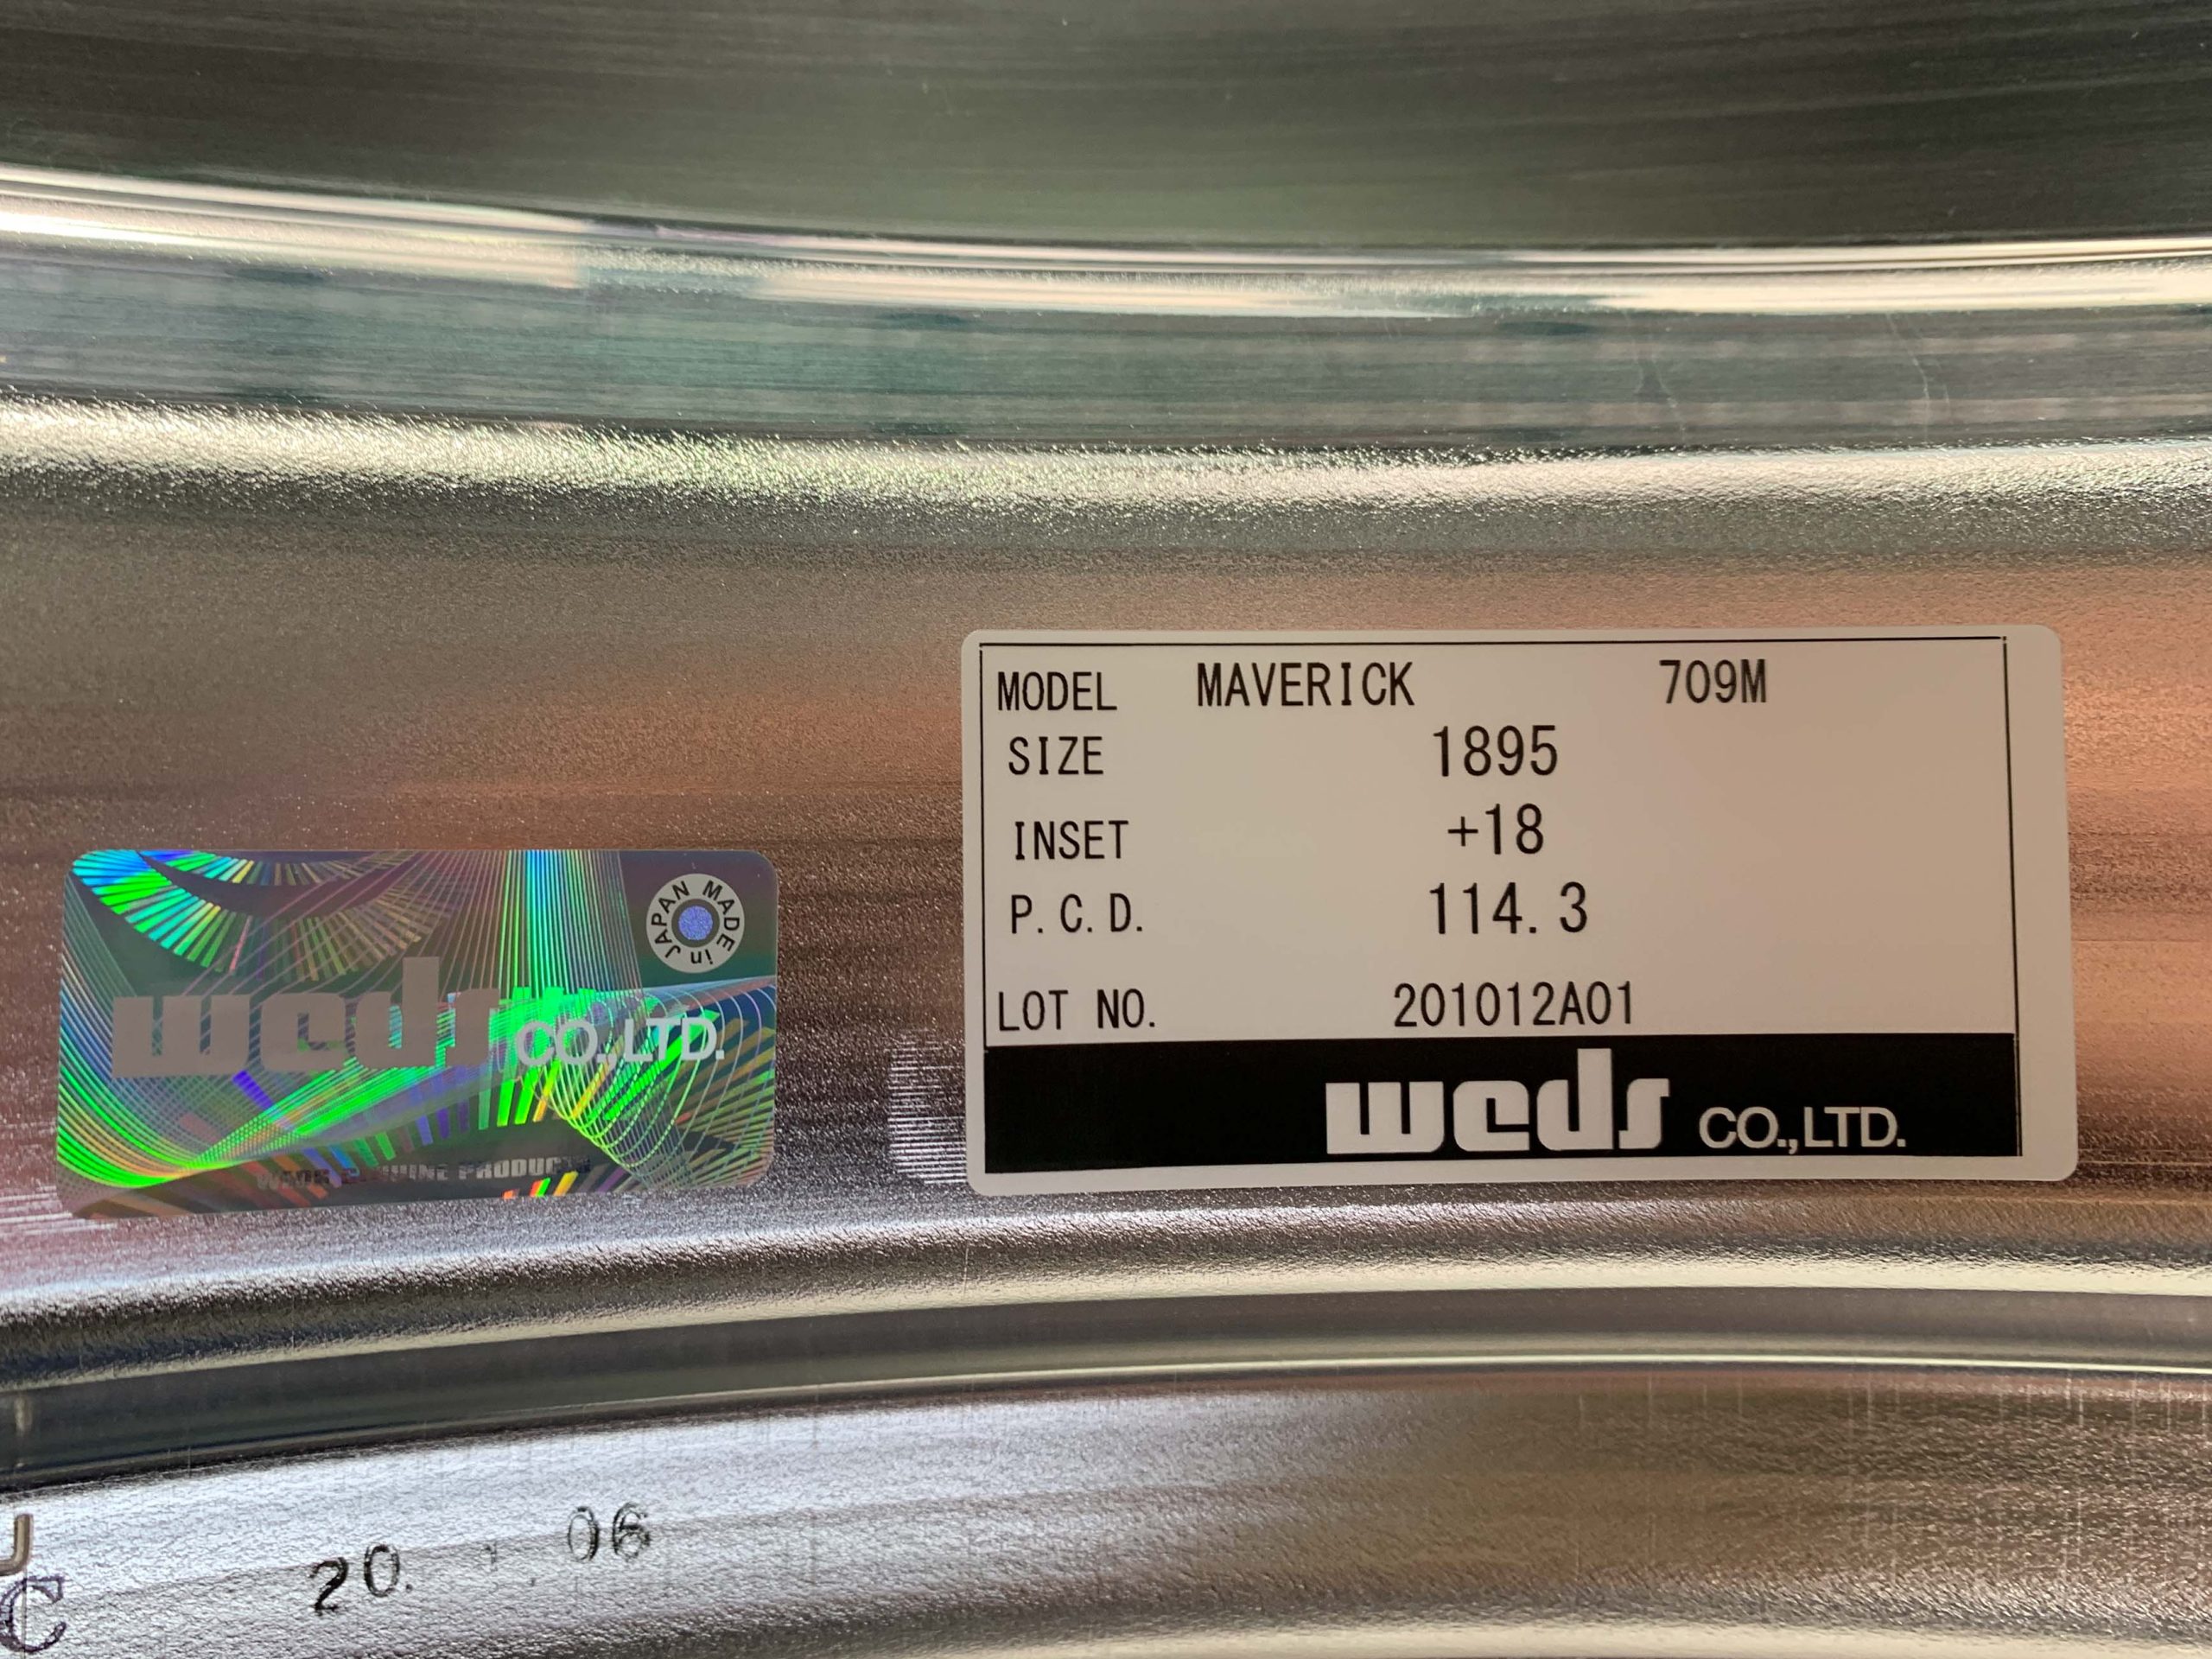 MODEL MAVERICK 709M
SIZE 1895
INSET +18
P.C.D. 114.3
LOT NO. 201012A01
weds CO.,LTD.
MADE in JAPAN
weds CO.,LTD.
PRODUCTS
20. 06
C